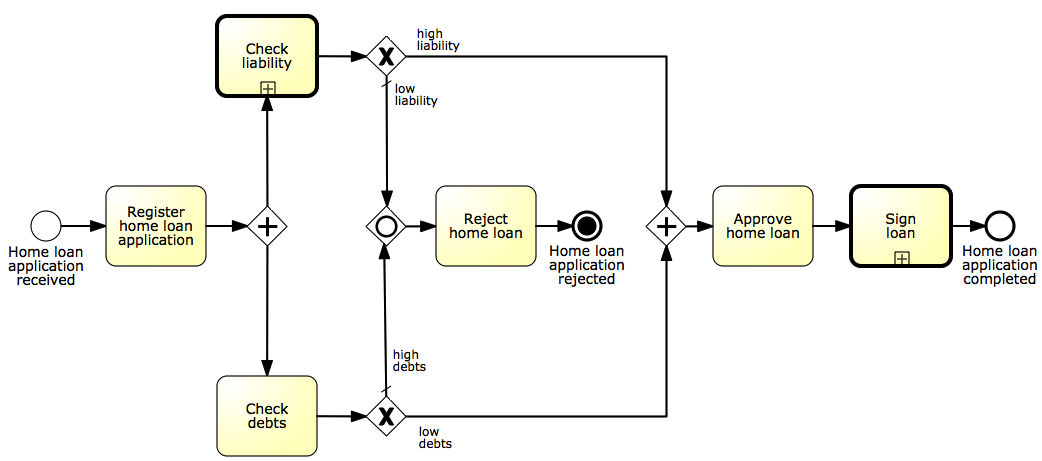 Home loan
application
received
Register
home loan
application
Check
liability
high
liability
low
liability
Check
debts
high
debts
low
debts
Reject
home loan
Home loan
application
rejected
Approve
home loan
Sign
loan
Home loan
application
completed